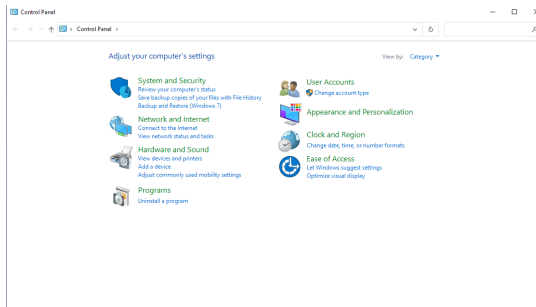 Control Panel
Control Panel
Adjust your computer's settings
View by: Category
System and Security
Review your computer's status
Save backup copies of your files with File History
Backup and Restore (Windows 7)
Network and Internet
Connect to the Internet
View network status and tasks
Hardware and Sound
View devices and printers
Add a device
Adjust commonly used mobility settings
Programs
Uninstall a program
User Accounts
Change account type
Appearance and Personalization
Clock and Region
Change date, time, or number formats
Ease of Access
Let Windows suggest settings
Optimize visual display